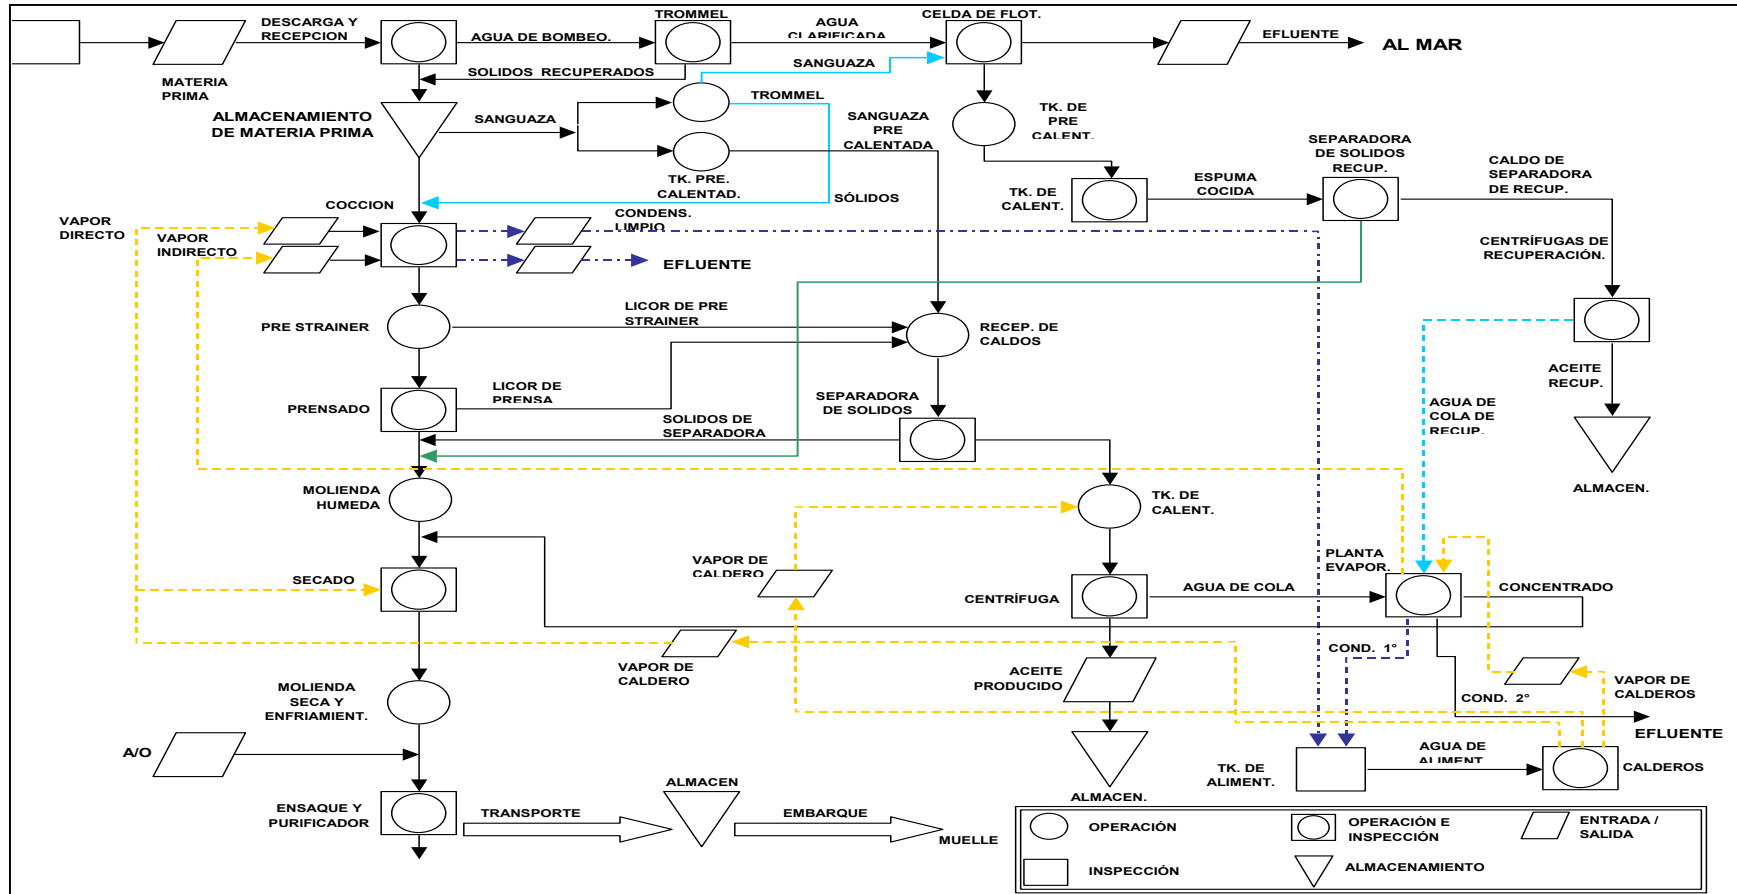 DESCARGA Y
RECEPCION
MATERIA
PRIMA
AGUA DE BOMBEO.
TROMMEL
AGUA
CLARIFICADA
CELDA DE FLOT.
EFLUENTE
AL MAR
SOLIDOS RECUPERADOS
SANGUAZA
TROMMEL
ALMACENAMIENTO
DE MATERIA PRIMA
SANGUAZA
TK. PRE.
CALENTAD.
SANGUAZA
PRE
CALENTADA
TK. DE
PRE
CALENT.
SEPARADORA
DE SOLIDOS
RECUP.
CALDO DE
SEPARADORA
DE RECUP.
TK. DE
CALENT.
ESPUMA
COCIDA
SÓLIDOS
VAPOR
DIRECTO
VAPOR
INDIRECTO
COCCION
CONDENS.
LIMPIO
EFLUENTE
CENTRÍFUGAS DE
RECUPERACIÓN.
PRE STRAINER
LICOR DE PRE
STRAINER
RECEP. DE
CALDOS
ACEITE
RECUP.
PRENSADO
LICOR DE
PRENSA
SEPARADORA
DE SOLIDOS
SOLIDOS DE
SEPARADORA
AGUA DE
COLA DE
RECUP.
ALMACEN.
MOLIENDA
HUMEDA
TK. DE
CALENT.
SECADO
VAPOR DE
CALDERO
CENTRÍFUGA
AGUA DE COLA
PLANTA
EVAPOR.
CONCENTRADO
VAPOR DE
CALDERO
COND. 1°
COND. 2°
VAPOR DE
CALDEROS
EFLUENTE
MOLIENDA
SECA Y
ENFRIAMIENT.
ACEITE
PRODUCIDO
A/O
TK. DE
ALIMENT.
AGUA DE
ALIMENT
CALDEROS
ENSAQUE Y
PURIFICADOR
TRANSPORTE
ALMACEN
EMBARQUE
MUELLE
ALMACEN.
OPERACIÓN
OPERACIÓN E
INSPECCIÓN
ENTRADA /
SALIDA
INSPECCIÓN
ALMACENAMIENTO